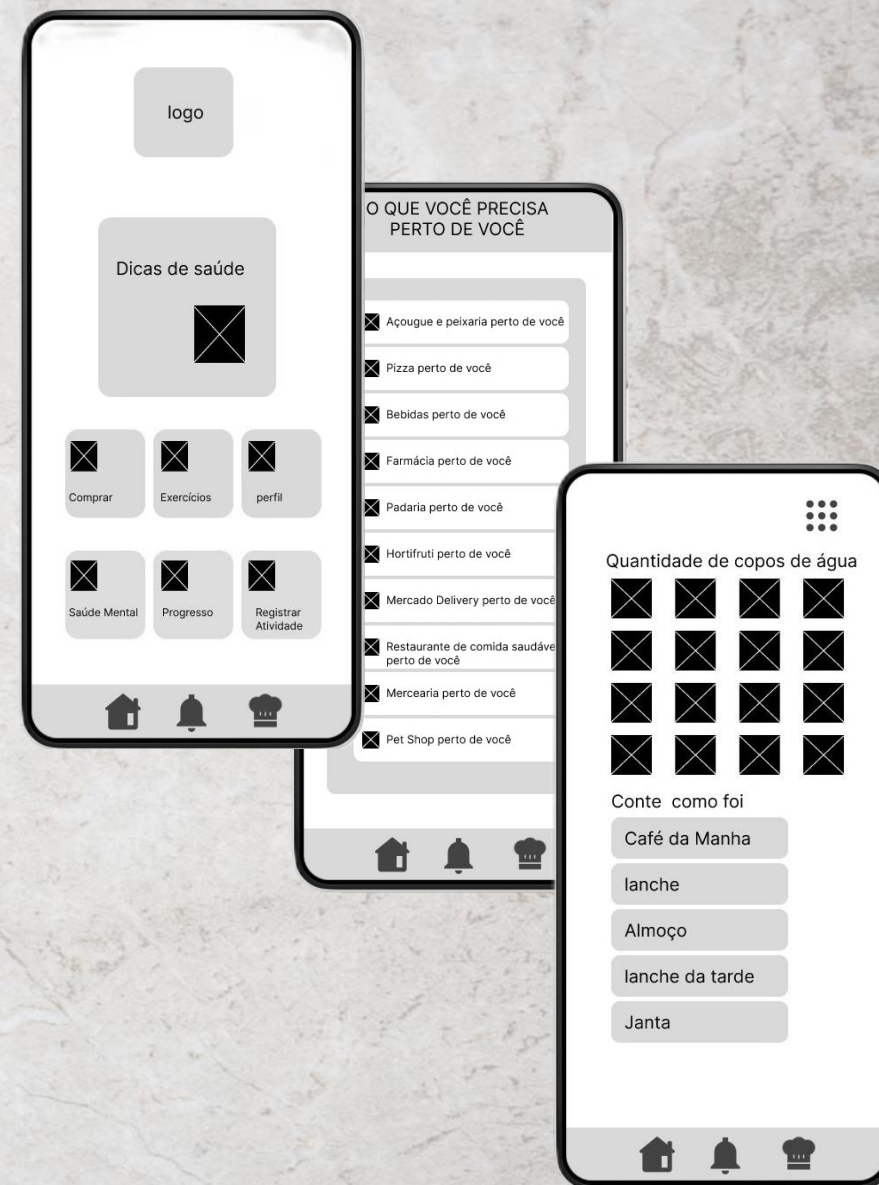 logo
Dicas de saúde
Comprar
Exercícios
perfil
Saúde Mental
Progresso
Registrar
Atividade
O QUE VOCÊ PRECISA
PERTO DE VOCÊ
Açougue e peixaria perto de você
Pizza perto de você
Bebidas perto de você
Farmácia perto de você
Padaria perto de você
Hortifruti perto de você
Mercado Delivery perto de você
Restaurante de comida saudáve
perto de você
Mercearia perto de você
Pet Shop perto de você
Quantidade de copos de água
Conte como foi
Café da Manha
lanche
Almoço
lanche da tarde
Janta